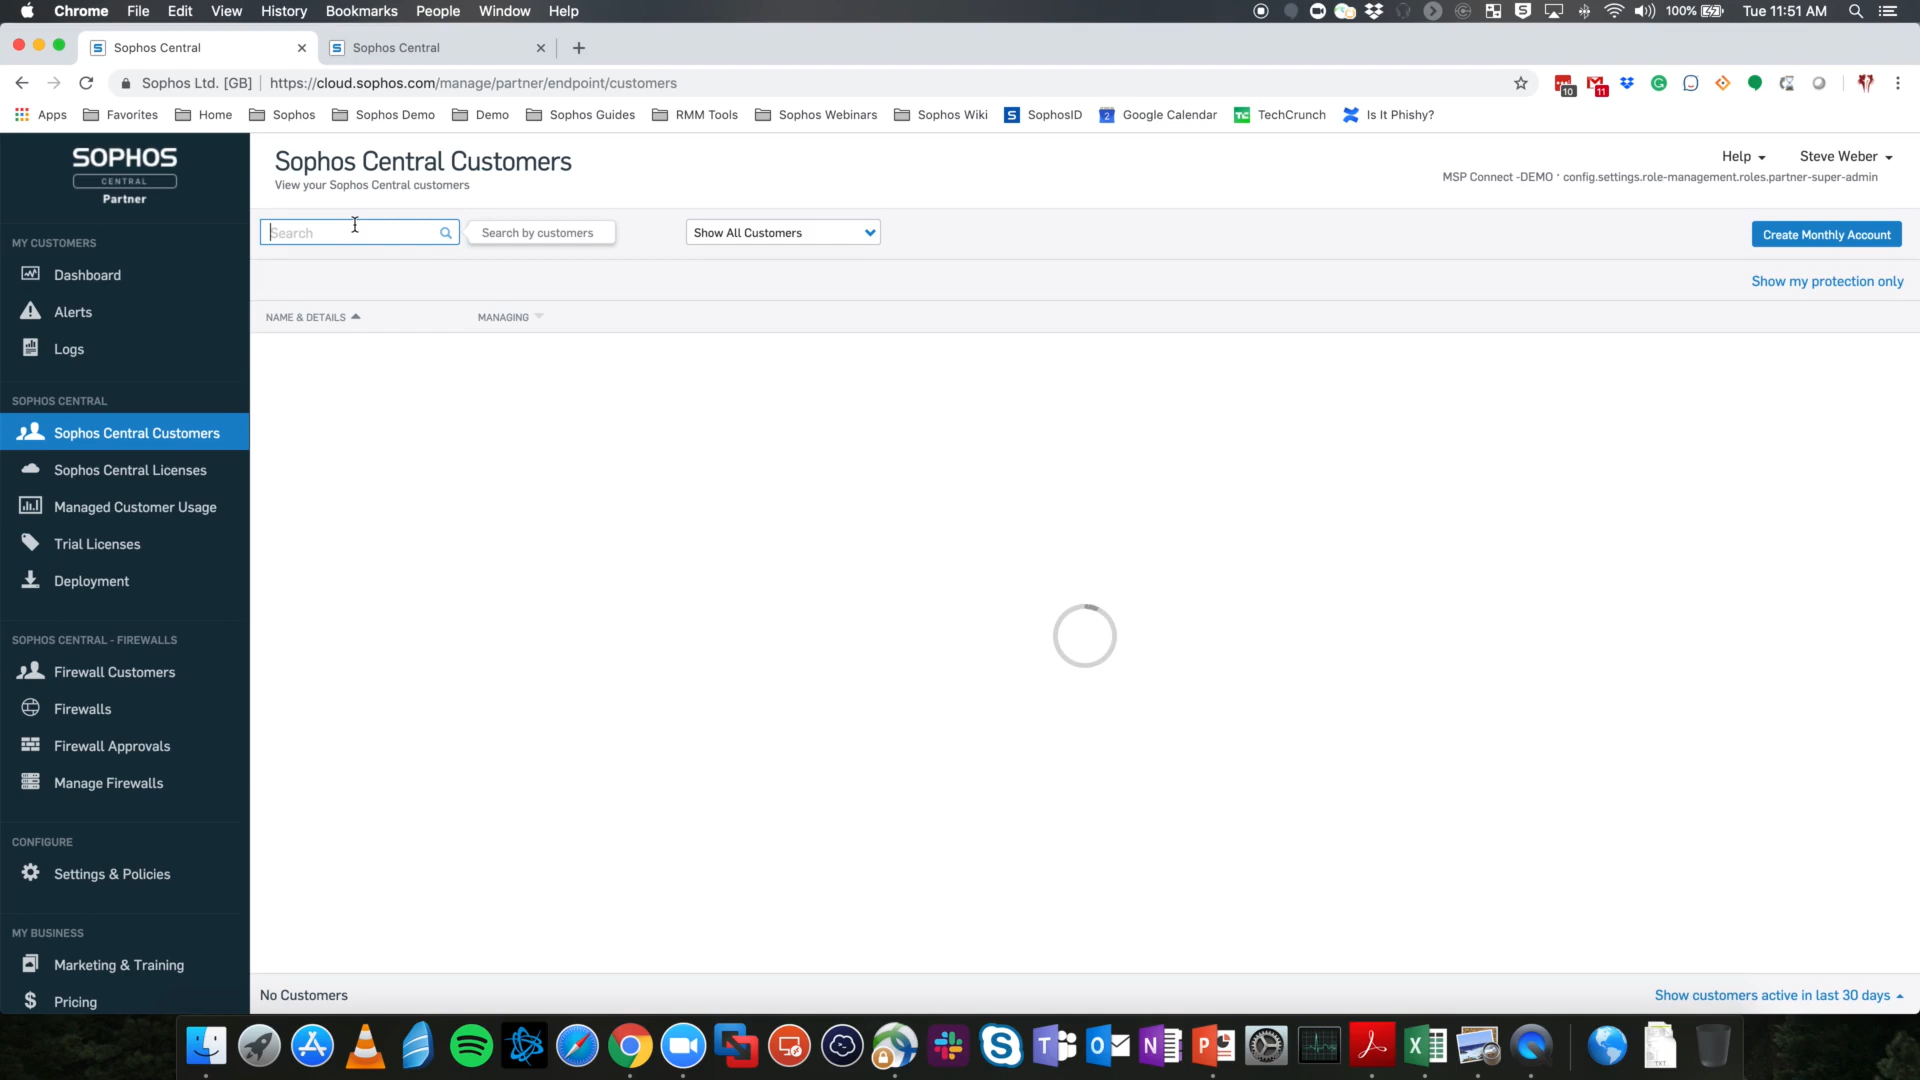 Chrome File Edit View History Bookmarks People Window Help
100% Tue 11:51 AM
Sophos Central
Sophos Central
Sophos Ltd. [GB] https://cloud.sophos.com/manage/partner/endpoint/customers
10 11
Apps Favorites Home Sophos Sophos Demo Demo Sophos Guides RMM Tools Sophos Webinars Sophos Wiki SophosID Google Calendar TechCrunch Is It Phishy?
SOPHOS
CENTRAL
Partner
Sophos Central Customers
View your Sophos Central customers
Help Steve Weber
MSP Connect -DEMO · config.settings.role-management.roles.partner-super-admin
Search
Search by customers
Show All Customers
Create Monthly Account
Show my protection only
NAME & DETAILS MANAGING
MY CUSTOMERS
Dashboard
Alerts
Logs
SOPHOS CENTRAL
Sophos Central Customers
Sophos Central Licenses
Managed Customer Usage
Trial Licenses
Deployment
SOPHOS CENTRAL - FIREWALLS
Firewall Customers
Firewalls
Firewall Approvals
Manage Firewalls
CONFIGURE
Settings & Policies
MY BUSINESS
Marketing & Training
Pricing
No Customers
Show customers active in last 30 days